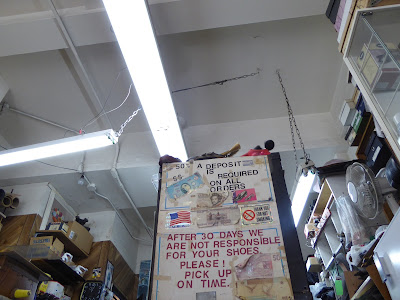 50% A DEPOSIT
IS REQUIRED
ON ALL
ORDERS
AFTER 30 DAYS WE
ARE NOT RESPONSIBLE
FOR YOUR SHOES.
PLEASE!
PICK UP
ON TIME.